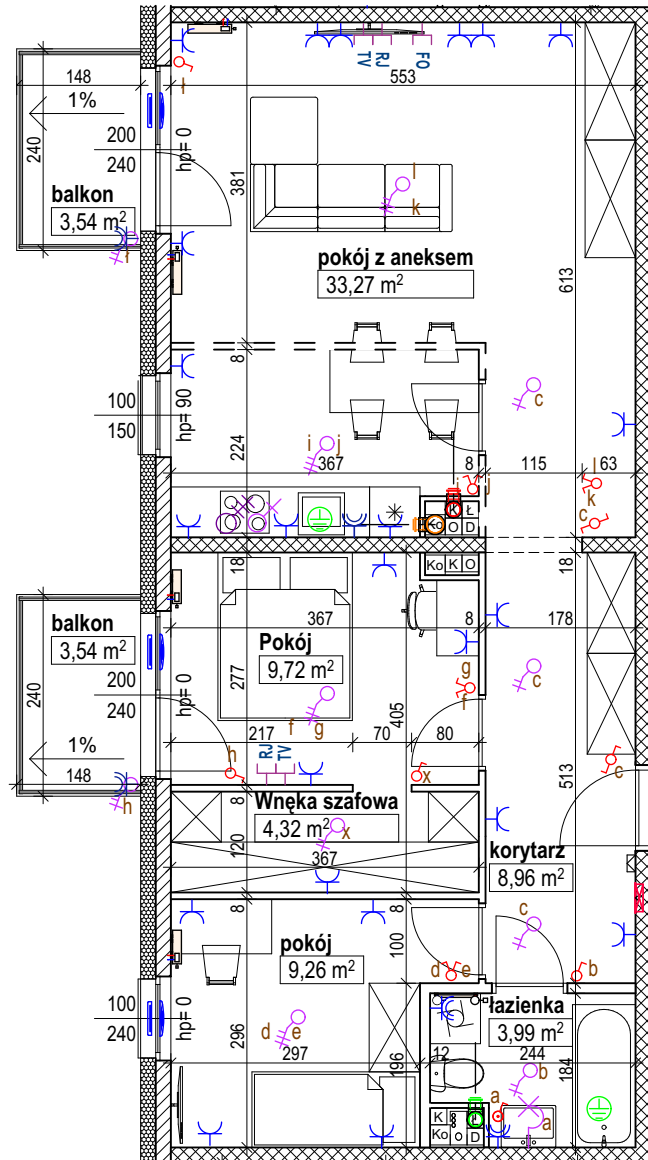 RJ
TV
FO
148
553
1%
ł
200
240
hp= 0
240
381
balkon
3,54 m²
ł
l
k
pokój z aneksem
33,27 m²
613
8
c
100
150
hp= 90
224
i
j
367
8
115
63
i
j
l
k
c
K
Ł
Ko
O
D
18
Ko
K
O
18
balkon
3,54 m²
367
8
178
Pokój
9,72 m²
277
405
g
f
c
200
240
hp= 0
240
f
g
217
70
80
1%
h
RJ
TV
x
c
148
h
513
8
Wnęka szafowa
4,32 m²
x
120
367
korytarz
8,96 m²
8
8
c
pokój
9,26 m²
100
d
e
b
100
240
hp= 0
d
e
łazienka
3,99 m²
296
297
196
12
244
184
b
a
a
K
Ł
Ko
O
D